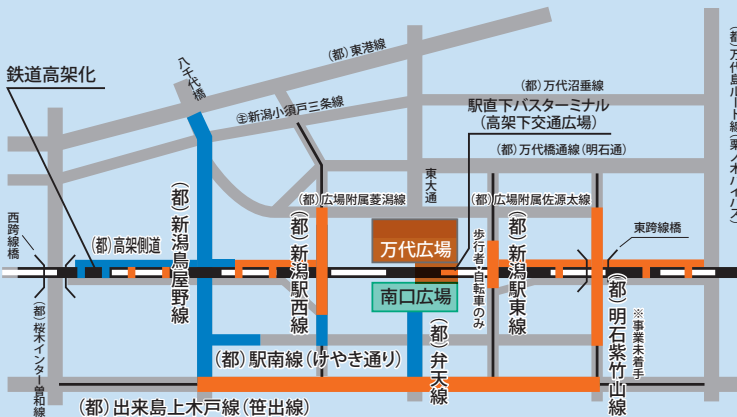 鉄道高架化
八千代橋
(都)東港線
㊤新潟小須戸三条線
(都)万代沼垂線
駅直下バスターミナル
(高架下交通広場)
(都)万代橋通線(明石通)
(都)万代島ルート線(栗ノ木バイパス)
東大通
(都)広場附属菱潟線
(都)広場附属佐源太線
西跨線橋
(都)高架側道
(都)新潟鳥屋野線
(都)新潟駅西線
万代広場
南口広場
歩行者・自転車のみ
(都)新潟駅東線
東跨線橋
(都)桜木インター曽和線
(都)駅南線(けやき通り)
(都)弁天線
(都)明石紫竹山線
※事業未着手
(都)出来島上木戸線(笹出線)